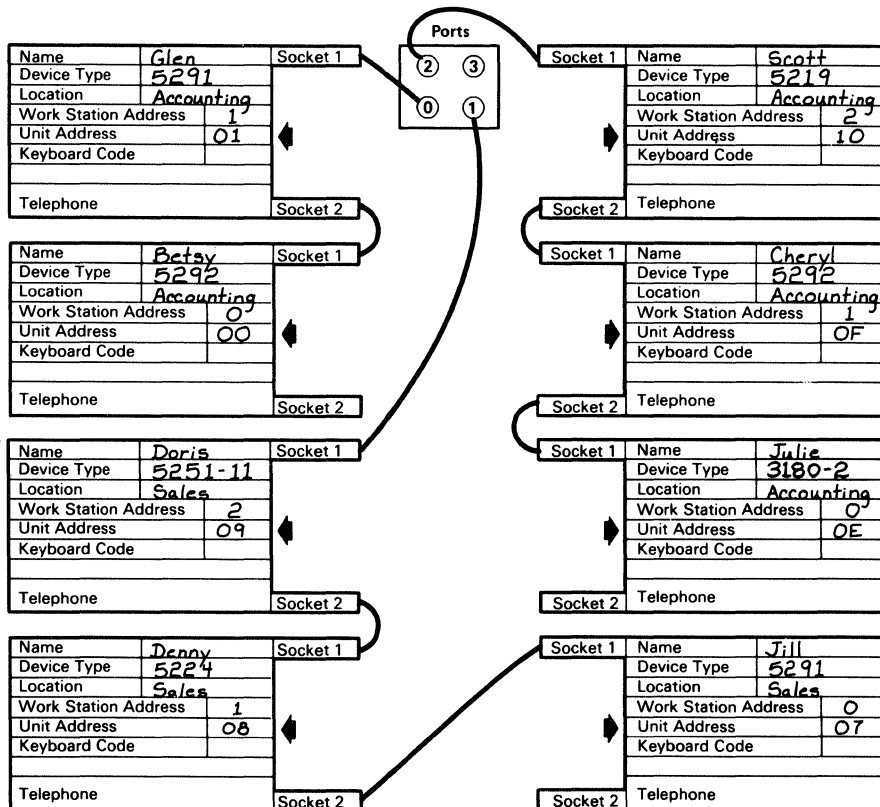 Ports
2 3
0 1
Name Glen Socket 1
Device Type 5291
Location Accounting
Work Station Address 1
Unit Address 01
Keyboard Code
Telephone
Socket 2
Name Betsy Socket 1
Device Type 5292
Location Accounting
Work Station Address 0
Unit Address 00
Keyboard Code
Telephone
Socket 2
Name Doris Socket 1
Device Type 5251-11
Location Sales
Work Station Address 2
Unit Address 09
Keyboard Code
Telephone
Socket 2
Name Denny Socket 1
Device Type 5224
Location Sales
Work Station Address 1
Unit Address 08
Keyboard Code
Telephone
Socket 2
Socket 1 Name Scott
Device Type 5219
Location Accounting
Work Station Address 2
Unit Address 10
Keyboard Code
Socket 2 Telephone
Socket 1 Name Cheryl
Device Type 5292
Location Accounting
Work Station Address 1
Unit Address 0F
Keyboard Code
Socket 2 Telephone
Socket 1 Name Julie
Device Type 3180-2
Location Accounting
Work Station Address 0
Unit Address 0E
Keyboard Code
Socket 2 Telephone
Socket 1 Name Jill
Device Type 5291
Location Sales
Work Station Address 0
Unit Address 07
Keyboard Code
Socket 2 Telephone